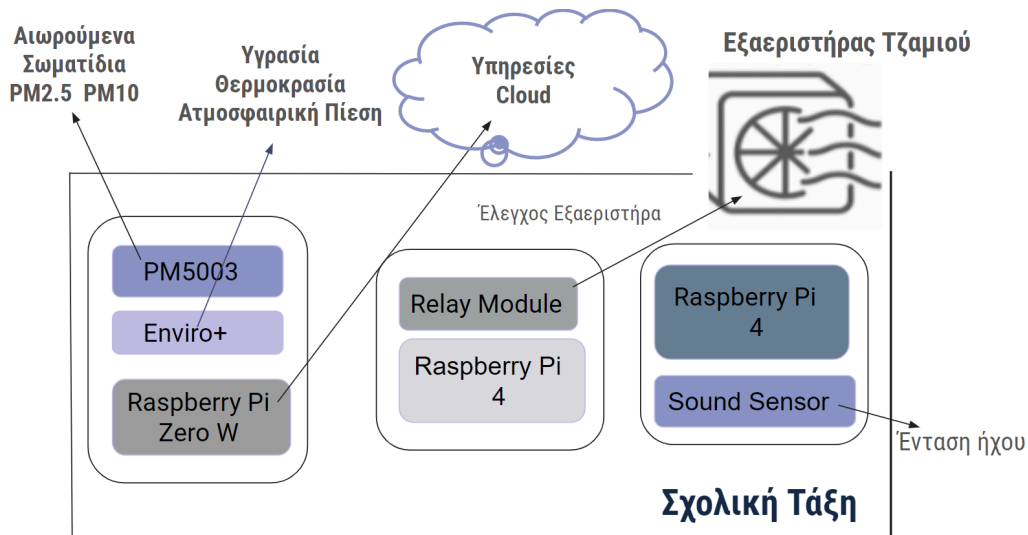 Αιωρούμενα
Σωματίδια
PM2.5 PM10
Υγρασία
Θερμοκρασία
Ατμοσφαιρική Πίεση
Υπηρεσίες
Cloud
Εξαεριστήρας Τζαμιού
Έλεγχος Εξαεριστήρα
PM5003
Enviro+
Raspberry Pi
Zero W
Relay Module
Raspberry Pi
4
Raspberry Pi
4
Sound Sensor
Ένταση ήχου
Σχολική Τάξη